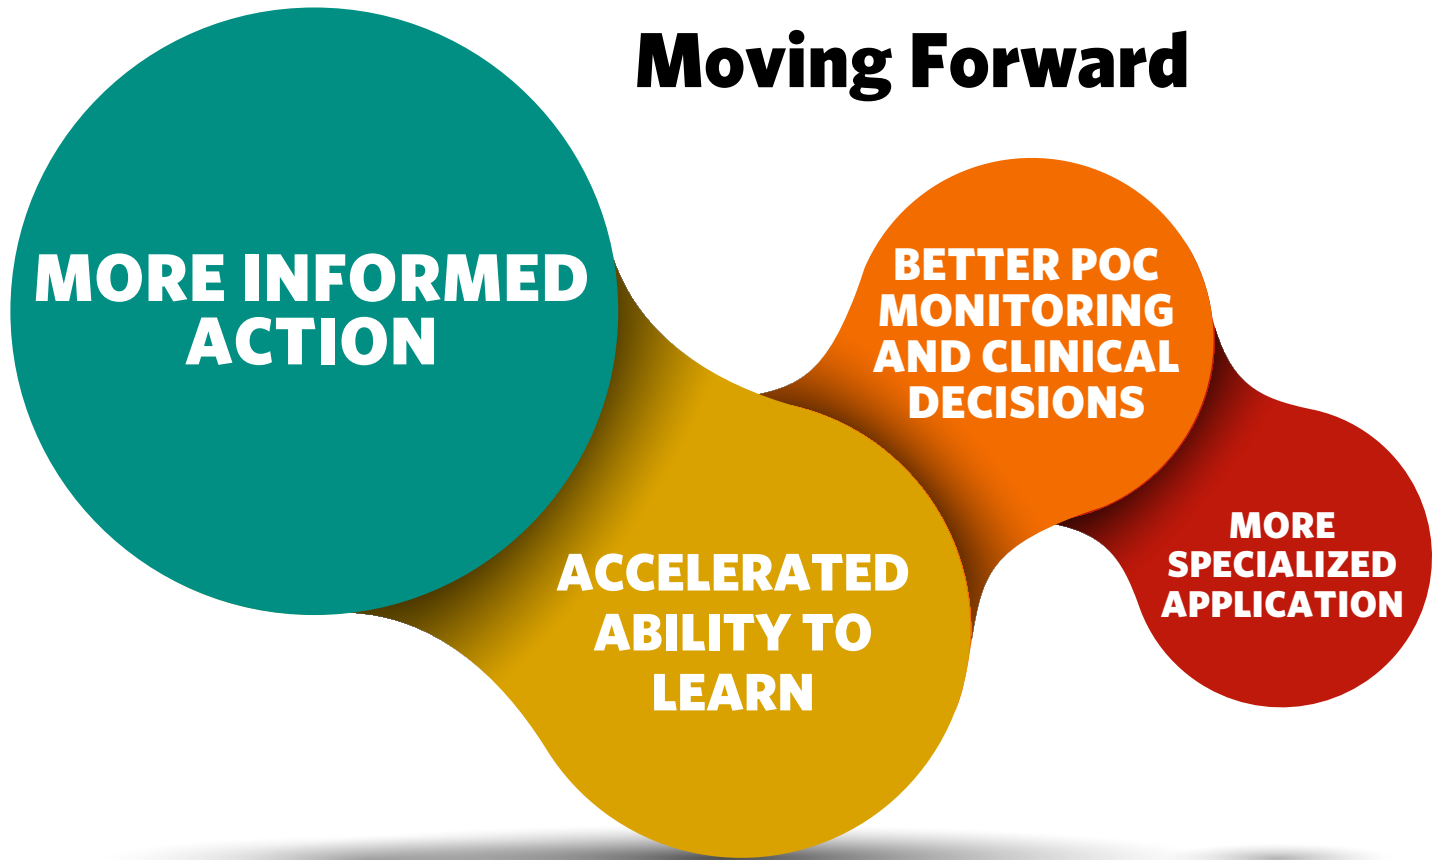 Moving Forward
MORE INFORMED
ACTION
ACCELERATED
ABILITY TO
LEARN
BETTER POC
MONITORING
AND CLINICAL
DECISIONS
MORE
SPECIALIZED
APPLICATION